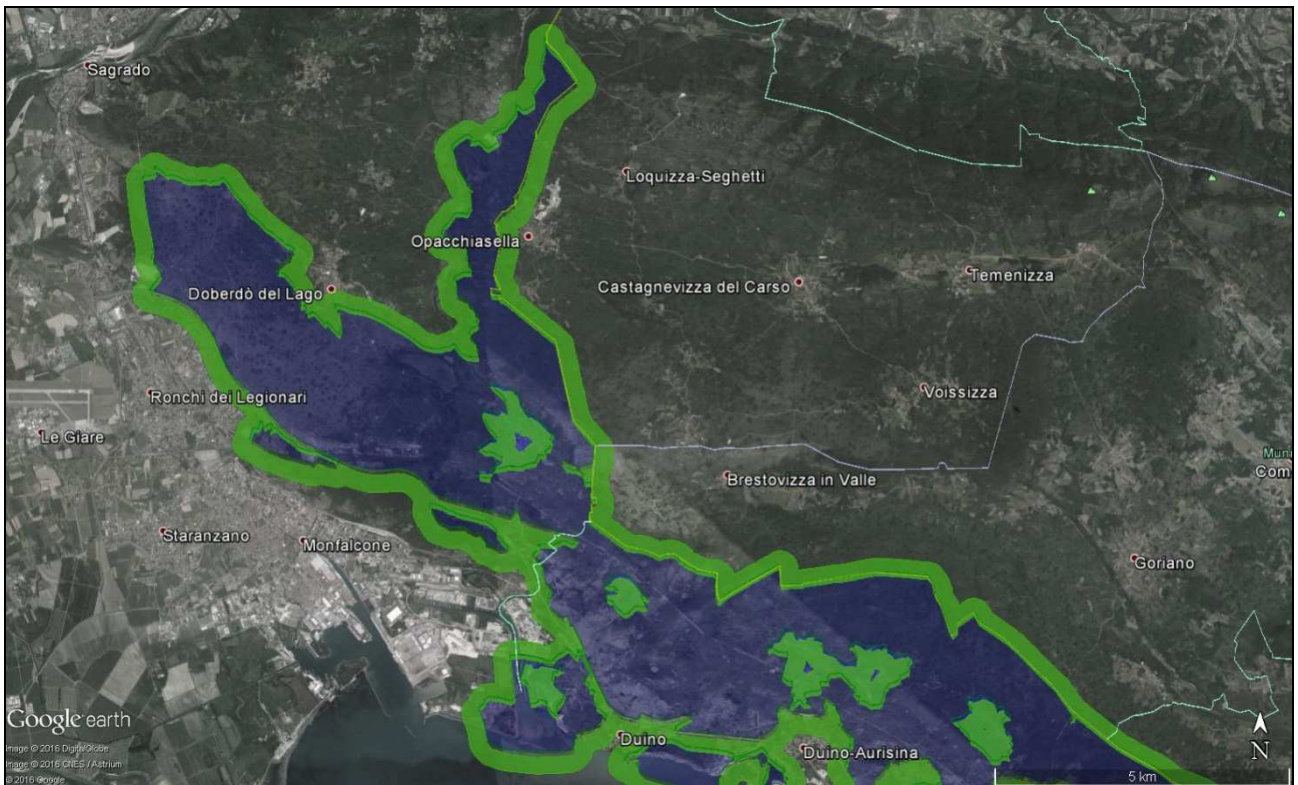 Sagrado
Loquizza-Seghetti
Opacchiasella
Temenizza
Castagnevizza del Carso
Doberdò del Lago
Voissizza
Ronchi dei Legionari
Le Giare
Muni
Com
Brestovizza in Valle
Staranzano
Monfalcone
Goriano
Google earth
Duino
Duino-Aurisina
N
Image © 2016 DigitalGlobe
Image © 2016 CNES / Astrium
© 2016 Google
5 km